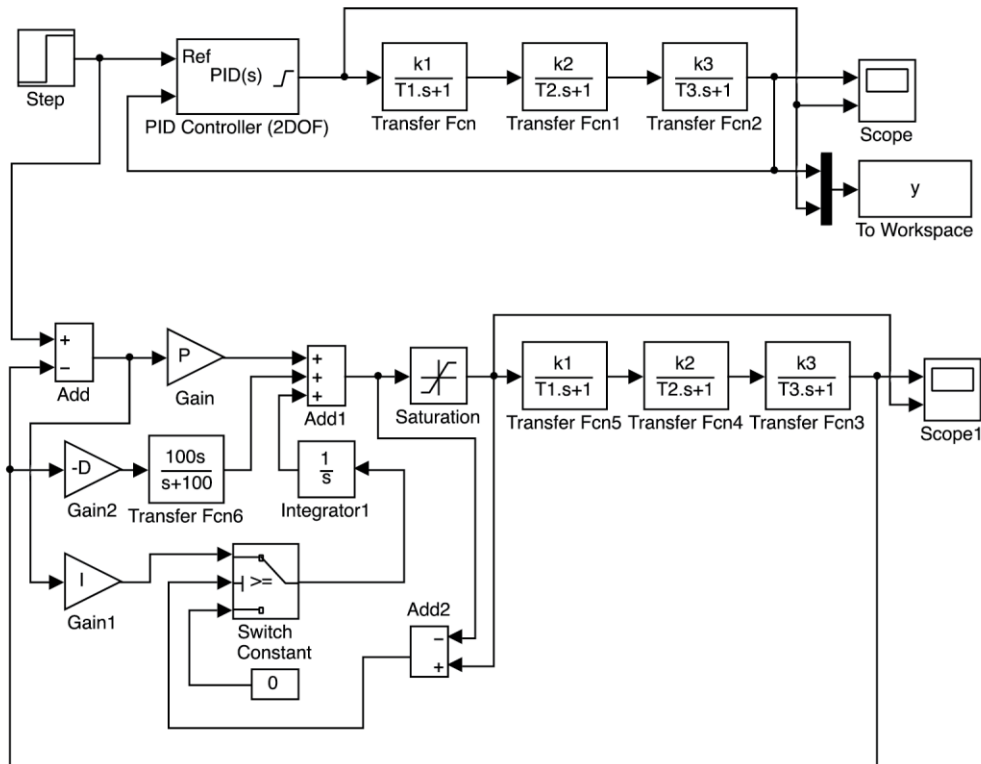 Step
Ref
PID(s)
PID Controller (2DOF)
k1
T1.s+1
Transfer Fcn
k2
T2.s+1
Transfer Fcn1
k3
T3.s+1
Transfer Fcn2
Scope
y
To Workspace
+
−
Add
P
Gain
+
+
+
Add1
Saturation
k1
T1.s+1
Transfer Fcn5
k2
T2.s+1
Transfer Fcn4
k3
T3.s+1
Transfer Fcn3
Scope1
-D
Gain2
100s
s+100
Transfer Fcn6
1
s
Integrator1
I
Gain1
>=
Switch
Constant
0
Add2
−
+